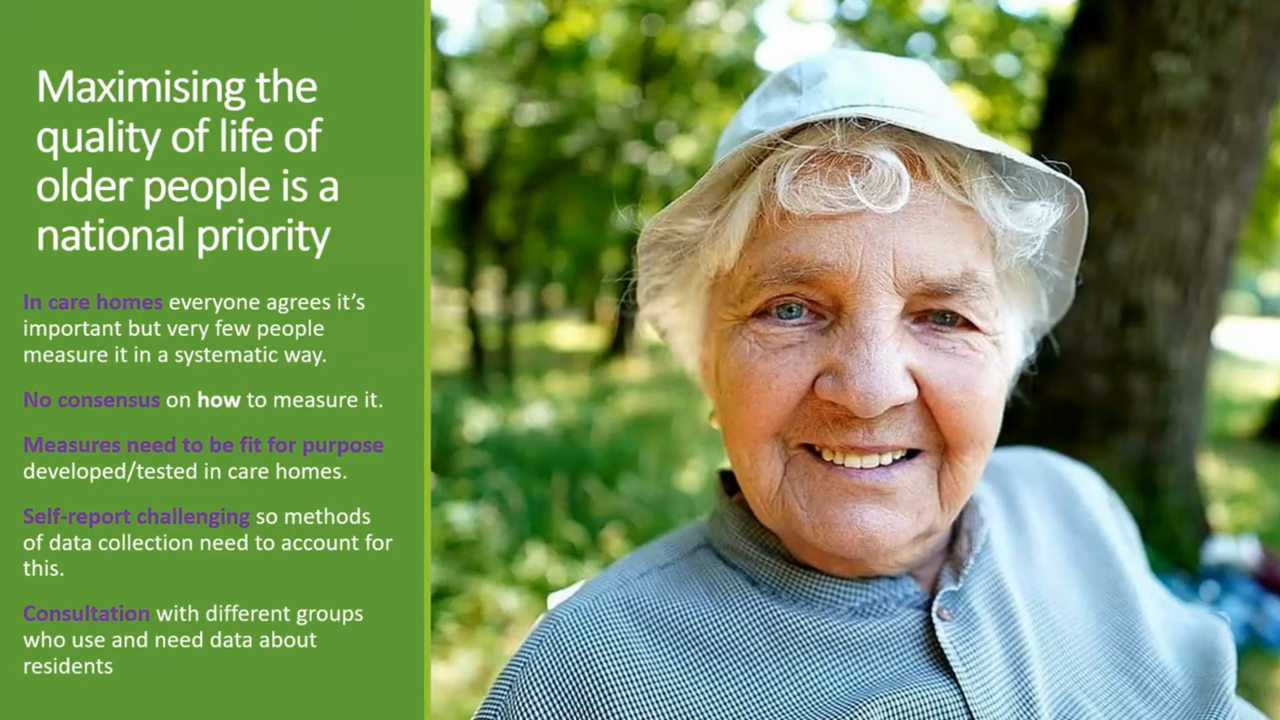 Maximising the
quality of life of
older people is a
national priority
In care homes everyone agrees it’s
important but very few people
measure it in a systematic way.
No consensus on how to measure it.
Measures need to be fit for purpose
developed/tested in care homes.
Self-report challenging so methods
of data collection need to account for
this.
Consultation with different groups
who use and need data about
residents